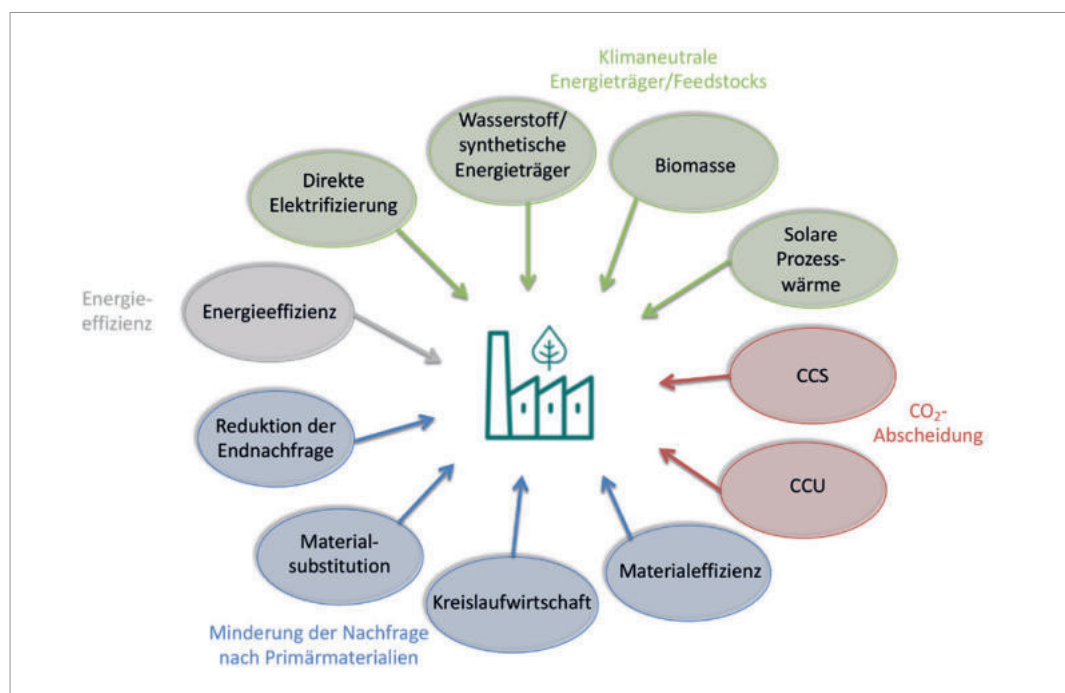 Klimaneutrale
Energieträger/Feedstocks
Wasserstoff/
synthetische
Energieträger
Biomasse
Direkte
Elektrifizierung
Solare
Prozess-
wärme
Energie-
effizienz
Energieeffizienz
CCS
CO₂-
Abscheidung
Reduktion der
Endnachfrage
CCU
Material-
substitution
Kreislaufwirtschaft
Materialeffizienz
Minderung der Nachfrage
nach Primärmaterialien